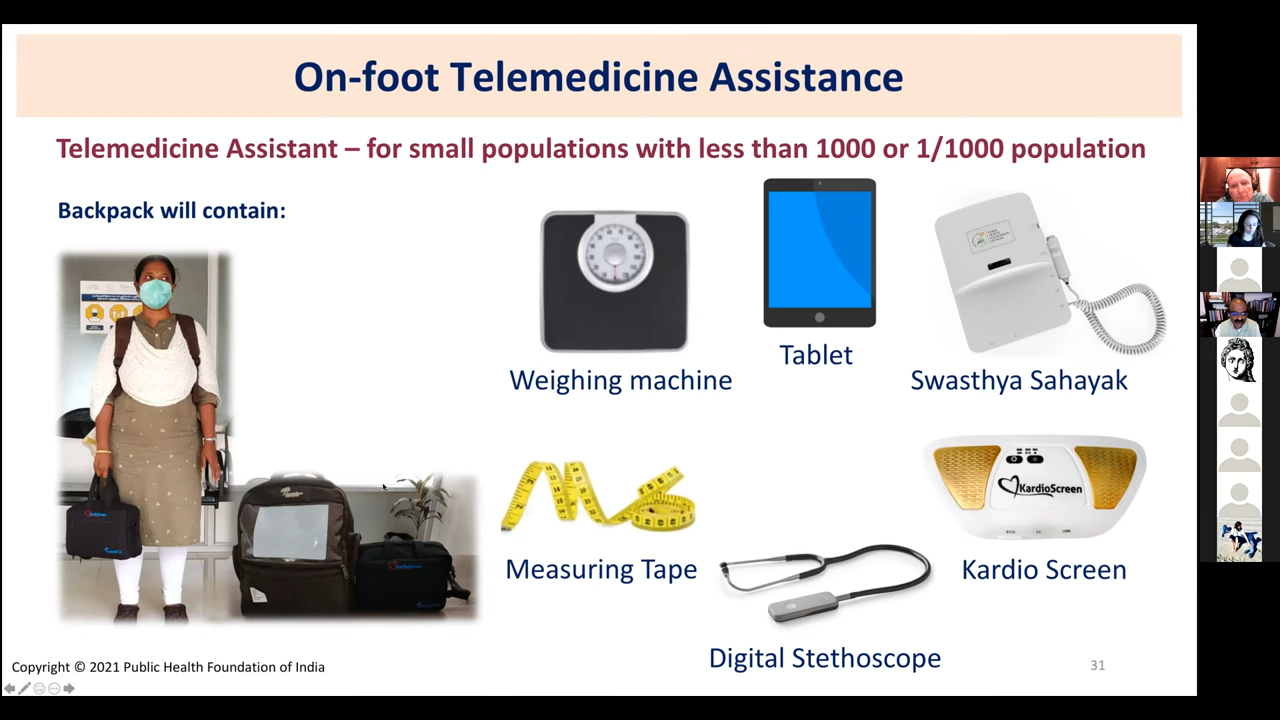 On-foot Telemedicine Assistance
Telemedicine Assistant – for small populations with less than 1000 or 1/1000 population
Backpack will contain:
Weighing machine
Tablet
Swasthya Sahayak
KardioScreen
Measuring Tape
Kardio Screen
Digital Stethoscope
Copyright © 2021 Public Health Foundation of India
31